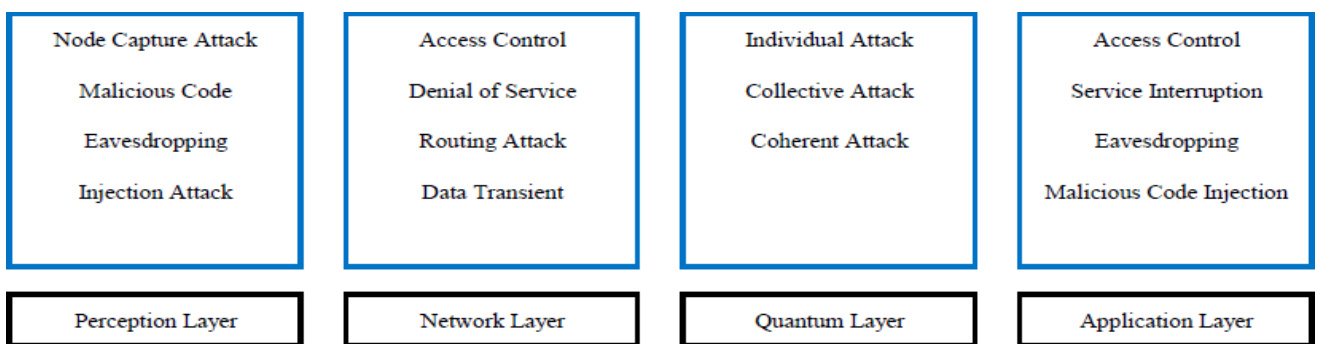 Node Capture Attack
Malicious Code
Eavesdropping
Injection Attack
Access Control
Denial of Service
Routing Attack
Data Transient
Individual Attack
Collective Attack
Coherent Attack
Access Control
Service Interruption
Eavesdropping
Malicious Code Injection
Perception Layer
Network Layer
Quantum Layer
Application Layer